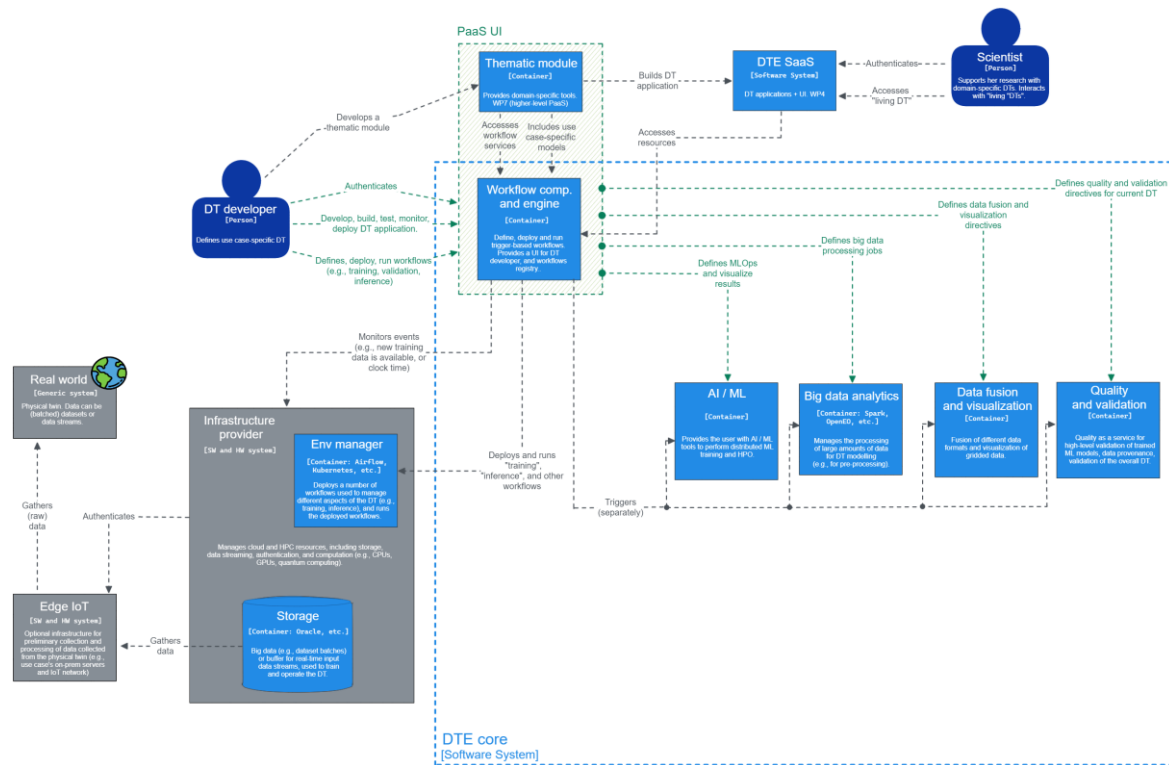 PaaS UI
Thematic module
[Container]
Provides domain-specific tools.
WP7 (higher-level PaaS)
Builds DT
application
DTE SaaS
[Software System]
DT applications + UI. WP4
Authenticates
Accesses
"living DT"
Scientist
[Person]
Supports her research with
domain-specific DTs. Interacts
with "living "DTs".
Develops a
-thematic module
Accesses
workflow
services
Includes use
case-specific
models
Accesses
resources
DT developer
[Person]
Defines use case-specific DT
Authenticates
Develop, build, test, monitor,
deploy DT application.
Defines, deploy, run workflows
(e.g., training, validation,
inference)
Workflow comp.
and engine
[Container]
Define, deploy and run
trigger-based workflows.
Provides a UI for DT
developer, and workflows
registry.
Defines quality and validation
directives for current DT
Defines data fusion and
visualization
directives
Defines big data
processing jobs
Defines MLOps
and visualize
results
Monitors events
(e.g., new training
data is available, or
clock time)
Real world
[Generic system]
Physical twin. Data can be
(batched) datasets or
data streams.
Infrastructure
provider
[SW and HW system]
Env manager
[Container: Airflow,
Kubernetes, etc.]
Deploys a number of
workflows used to manage
different aspects of the DT (e.g.,
training, inference), and runs
the deployed workflows.
Manages cloud and HPC resources, including storage,
data streaming, authentication, and computation (e.g., CPUs,
GPUs, quantum computing).
Storage
[Container: Oracle, etc.]
Big data (e.g., dataset batches)
or buffer for real-time input
data streams, used to train
and operate the DT.
Deploys and runs
"training",
"inference", and other
workflows
Triggers
(separately)
AI / ML
[Container]
Provides the user with AI / ML
tools to perform distributed ML
training and HPO.
Big data analytics
[Container: Spark,
OpenEO, etc.]
Manages the processing
of large amounts of data
for DT modelling
(e.g., for pre-processing).
Data fusion
and visualization
[Container]
Fusion of different data
formats and visualization of
gridded data.
Quality
and validation
[Container]
Quality as a service for
high-level validation of trained
ML models, data provenance,
validation of the overall DT.
Gathers
(raw)
data
Authenticates
Edge IoT
[SW and HW system]
Optional infrastructure for
preliminary collection and
processing of data collected
from the physical twin (e.g.,
use case's on-prem servers
and IoT network)
Gathers
data
DTE core
[Software System]